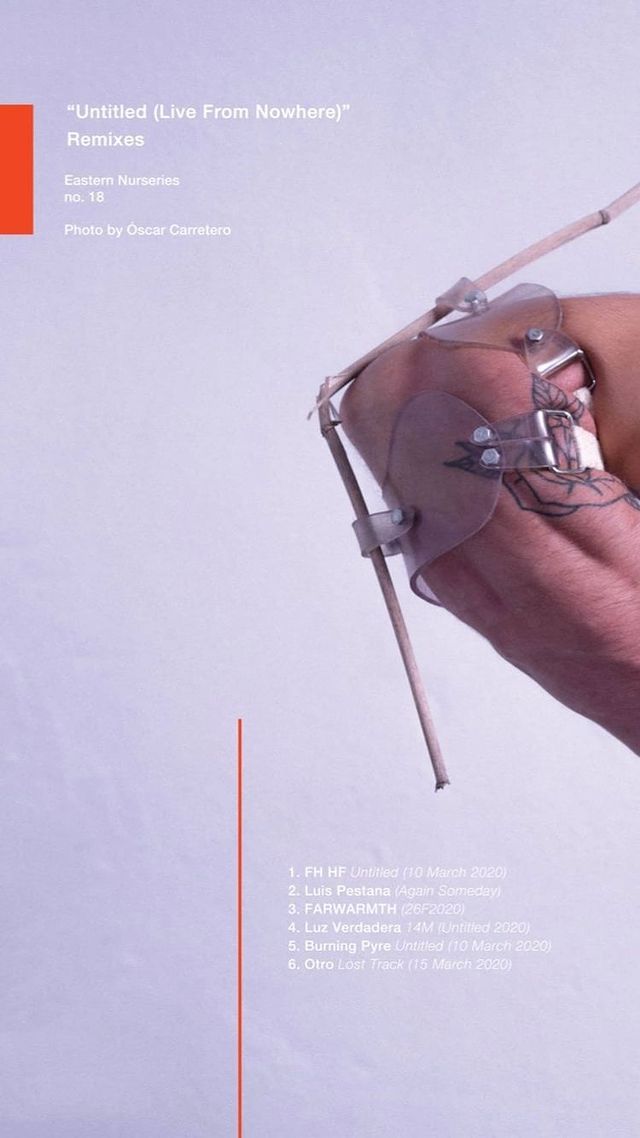 “Untitled (Live From Nowhere)”
Remixes
Eastern Nurseries
no. 18
Photo by Óscar Carretero
1. FH HF Untitled (10 March 2020)
2. Luis Pestana (Again Someday)
3. FARWARMTH (26F2020)
4. Luz Verdadera 14M (Untitled 2020)
5. Burning Pyre Untitled (10 March 2020)
6. Otro Lost Track (15 March 2020)